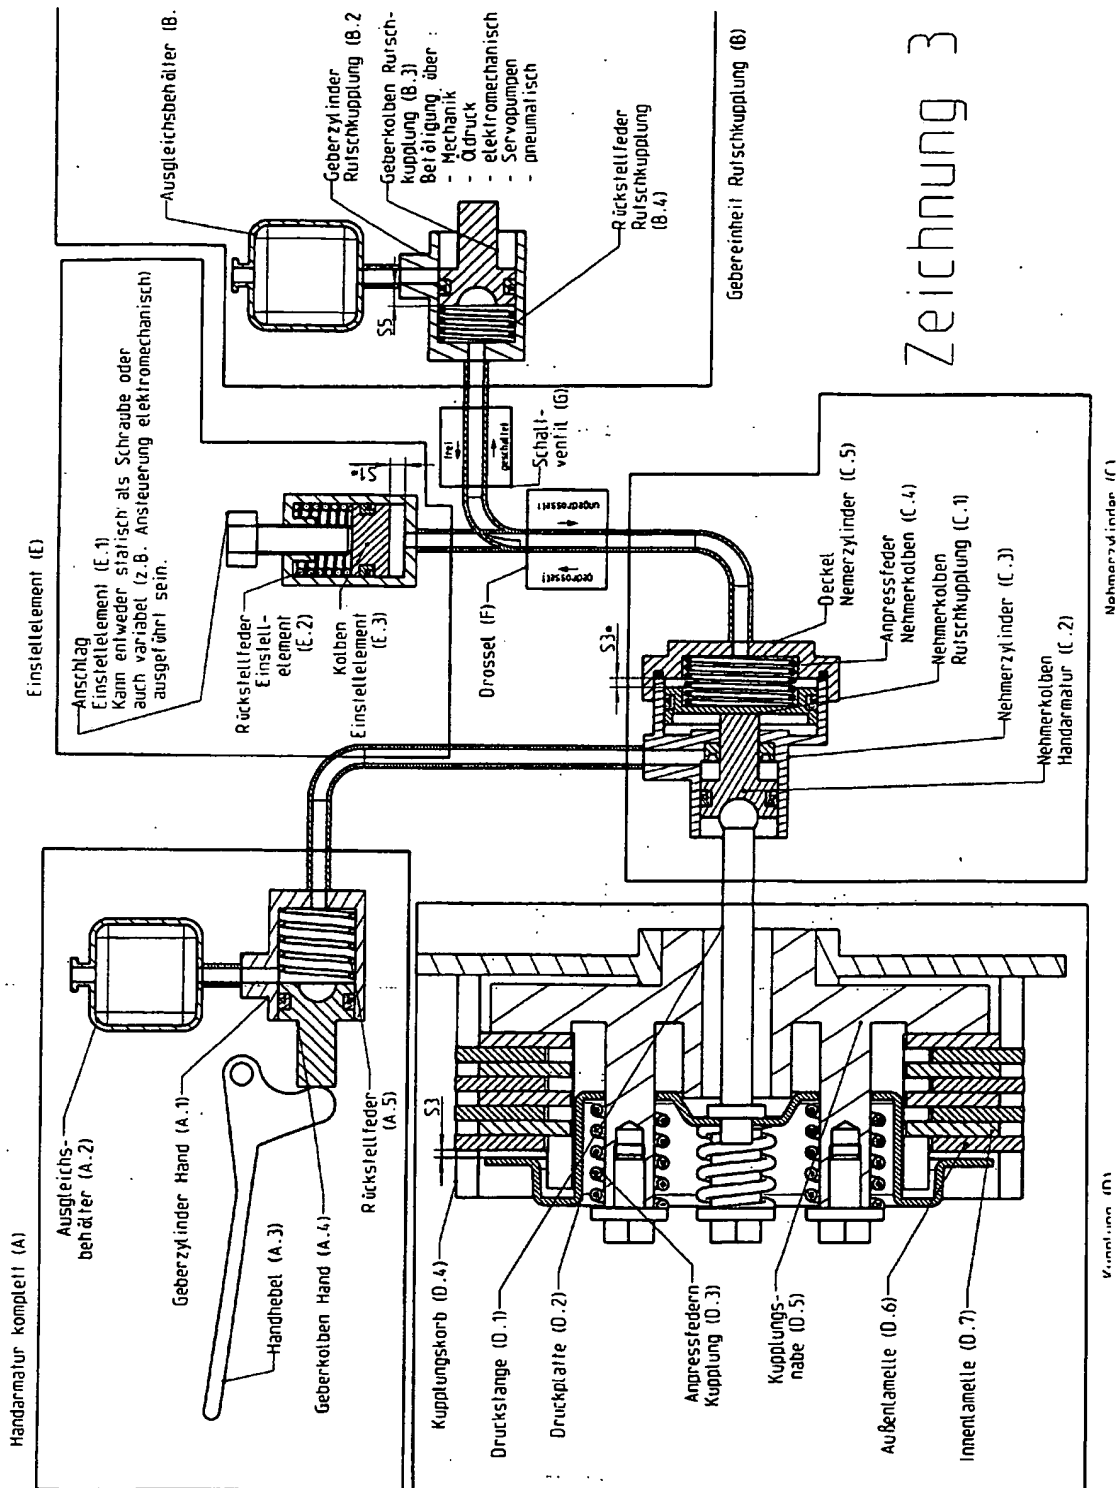 Handarmatur komplett (A)
Ausgleichs-
behälter (A.2)
Geberzylinder Hand (A.1)
Handhebel (A.3)
Geberkolben Hand (A.4)
Rückstellfeder
(A.5)
Einstellelement (E)
Anschlag
Einstellelement (E.1)
Kann entweder statisch als Schraube oder
auch variabel (z.B. Ansteuerung elektromechanisch)
ausgeführt sein.
Rückstellfeder
Einstell-
element
(E.2)
Kolben
Einstellelement
(E.3)
S1*
Ausgleichsbehälter (B.
Geberzylinder
Rutschkupplung (B.2
Geberkolben Rutsch-
kupplung (B.3)
Betätigung über :
- Mechanik
- Öldruck
- elektromechanisch
- Servopumpen
- pneumatisch
S5
Rückstellfeder
Rutschkupplung
(B.4)
Gebereinheit Rutschkupplung (B)
frei
geschaltet
Schalt-
ventil (G)
Drossel (F)
ungedrosselt
gedrosselt
S3*
Deckel
Nemerzylinder (C.5)
Anpressfeder
Nehmerkolben (C.4)
Nehmerkolben
Rutschkupplung (C.1)
Nehmerzylinder (C.3)
Nehmerkolben
Handarmatur (C.2)
Nehmerzylinder (C)
S3
Kupplungskorb (D.4)
Druckstange (D.1)
Druckplatte (D.2)
Anpressfedern
Kupplung (D.3)
Kupplungs-
nabe (D.5)
Außenlamelle (D.6)
Innenlamelle (D.7)
Kupplung (D)
Zeichnung 3